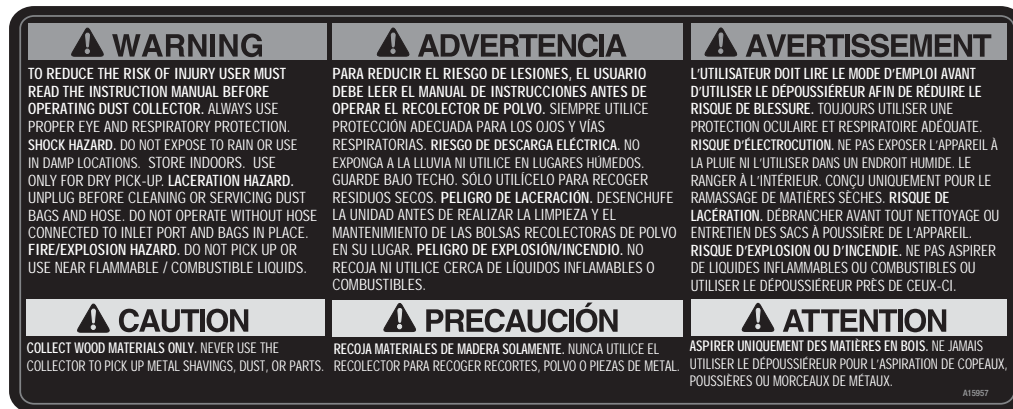 WARNING
TO REDUCE THE RISK OF INJURY USER MUST
READ THE INSTRUCTION MANUAL BEFORE
OPERATING DUST COLLECTOR. ALWAYS USE
PROPER EYE AND RESPIRATORY PROTECTION.
SHOCK HAZARD. DO NOT EXPOSE TO RAIN OR USE
IN DAMP LOCATIONS. STORE INDOORS. USE
ONLY FOR DRY PICK-UP. LACERATION HAZARD.
UNPLUG BEFORE CLEANING OR SERVICING DUST
BAGS AND HOSE. DO NOT OPERATE WITHOUT HOSE
CONNECTED TO INLET PORT AND BAGS IN PLACE.
FIRE/EXPLOSION HAZARD. DO NOT PICK UP OR
USE NEAR FLAMMABLE / COMBUSTIBLE LIQUIDS.
CAUTION
COLLECT WOOD MATERIALS ONLY. NEVER USE THE
COLLECTOR TO PICK UP METAL SHAVINGS, DUST, OR PARTS.
ADVERTENCIA
PARA REDUCIR EL RIESGO DE LESIONES, EL USUARIO
DEBE LEER EL MANUAL DE INSTRUCCIONES ANTES DE
OPERAR EL RECOLECTOR DE POLVO. SIEMPRE UTILICE
PROTECCIÓN ADECUADA PARA LOS OJOS Y VÍAS
RESPIRATORIAS. RIESGO DE DESCARGA ELÉCTRICA. NO
EXPONGA A LA LLUVIA NI UTILICE EN LUGARES HÚMEDOS.
GUARDE BAJO TECHO. SÓLO UTILÍCELO PARA RECOGER
RESIDUOS SECOS. PELIGRO DE LACERACIÓN. DESENCHUFE
LA UNIDAD ANTES DE REALIZAR LA LIMPIEZA Y EL
MANTENIMIENTO DE LAS BOLSAS RECOLECTORAS DE POLVO
EN SU LUGAR. PELIGRO DE EXPLOSIÓN/INCENDIO. NO
RECOJA NI UTILICE CERCA DE LÍQUIDOS INFLAMABLES O
COMBUSTIBLES.
PRECAUCIÓN
RECOJA MATERIALES DE MADERA SOLAMENTE. NUNCA UTILICE EL
RECOLECTOR PARA RECOGER RECORTES, POLVO O PIEZAS DE METAL.
AVERTISSEMENT
L'UTILISATEUR DOIT LIRE LE MODE D'EMPLOI AVANT
D'UTILISER LE DÉPOUSSIÉREUR AFIN DE RÉDUIRE LE
RISQUE DE BLESSURE. TOUJOURS UTILISER UNE
PROTECTION OCULAIRE ET RESPIRATOIRE ADÉQUATE.
RISQUE D'ÉLECTROCUTION. NE PAS EXPOSER L'APPAREIL À
LA PLUIE NI L'UTILISER DANS UN ENDROIT HUMIDE. LE
RANGER À L'INTÉRIEUR. CONÇU UNIQUEMENT POUR LE
RAMASSAGE DE MATIÈRES SÈCHES. RISQUE DE
LACÉRATION. DÉBRANCHER AVANT TOUT NETTOYAGE OU
ENTRETIEN DES SACS À POUSSIÈRE DE L'APPAREIL.
RISQUE D'EXPLOSION OU D'INCENDIE. NE PAS ASPIRER
DE LIQUIDES INFLAMMABLES OU COMBUSTIBLES OU
UTILISER LE DÉPOUSSIÉREUR PRÈS DE CEUX-CI.
ATTENTION
ASPIRER UNIQUEMENT DES MATIÈRES EN BOIS. NE JAMAIS
UTILISER LE DÉPOUSSIÉREUR POUR L'ASPIRATION DE COPEAUX,
POUSSIÈRES OU MORCEAUX DE MÉTAUX.
A15957